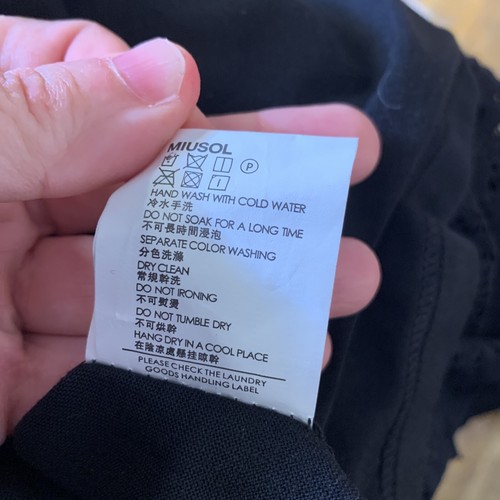 MIUSOL
P
HAND WASH WITH COLD WATER
冷水手洗
DO NOT SOAK FOR A LONG TIME
不可長時間浸泡
SEPARATE COLOR WASHING
分色洗滌
DRY CLEAN
常規幹洗
DO NOT IRONING
不可熨燙
DO NOT TUMBLE DRY
不可烘幹
HANG DRY IN A COOL PLACE
在陰涼處懸挂晾幹
PLEASE CHECK THE LAUNDRY
GOODS HANDLING LABEL